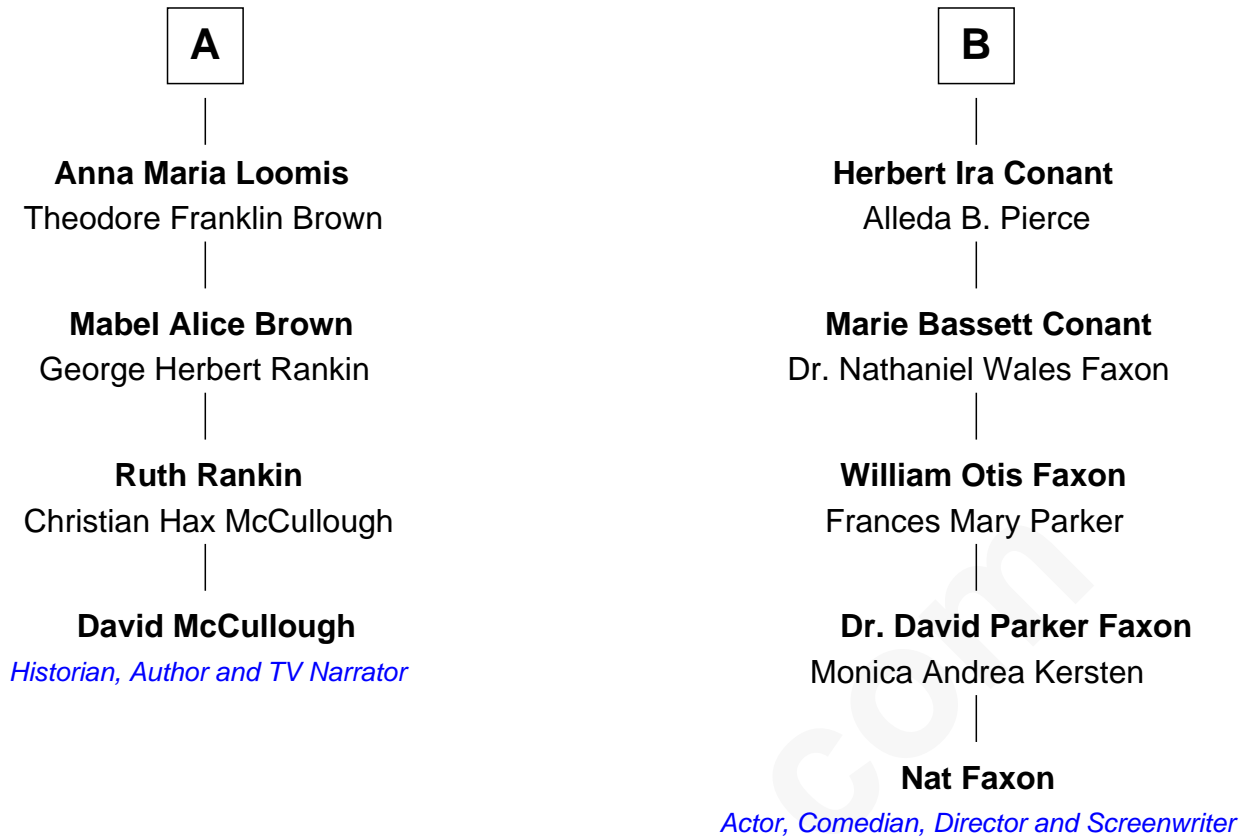 A
Anna Maria Loomis
Theodore Franklin Brown
Mabel Alice Brown
George Herbert Rankin
Ruth Rankin
Christian Hax McCullough
David McCullough
Historian, Author and TV Narrator
B
Herbert Ira Conant
Alleda B. Pierce
Marie Bassett Conant
Dr. Nathaniel Wales Faxon
William Otis Faxon
Frances Mary Parker
Dr. David Parker Faxon
Monica Andrea Kersten
Nat Faxon
Actor, Comedian, Director and Screenwriter
com